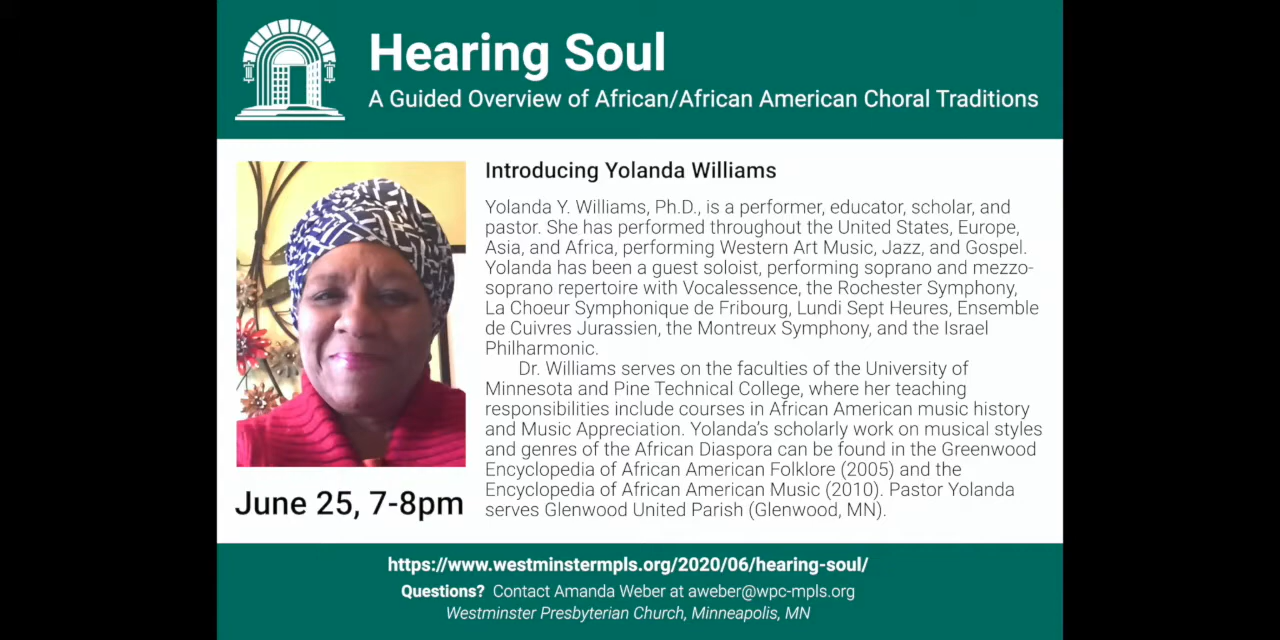 Hearing Soul
A Guided Overview of African/African American Choral Traditions
Introducing Yolanda Williams
Yolanda Y. Williams, Ph.D., is a performer, educator, scholar, and
pastor. She has performed throughout the United States, Europe,
Asia, and Africa, performing Western Art Music, Jazz, and Gospel.
Yolanda has been a guest soloist, performing soprano and mezzo-
soprano repertoire with Vocalessence, the Rochester Symphony,
La Choeur Symphonique de Fribourg, Lundi Sept Heures, Ensemble
de Cuivres Jurassien, the Montreux Symphony, and the Israel
Philharmonic.
Dr. Williams serves on the faculties of the University of
Minnesota and Pine Technical College, where her teaching
responsibilities include courses in African American music history
and Music Appreciation. Yolanda's scholarly work on musical styles
and genres of the African Diaspora can be found in the Greenwood
Encyclopedia of African American Folklore (2005) and the
Encyclopedia of African American Music (2010). Pastor Yolanda
serves Glenwood United Parish (Glenwood, MN).
June 25, 7-8pm
https://www.westminstermpls.org/2020/06/hearing-soul/
Questions? Contact Amanda Weber at aweber@wpc-mpls.org
Westminster Presbyterian Church, Minneapolis, MN